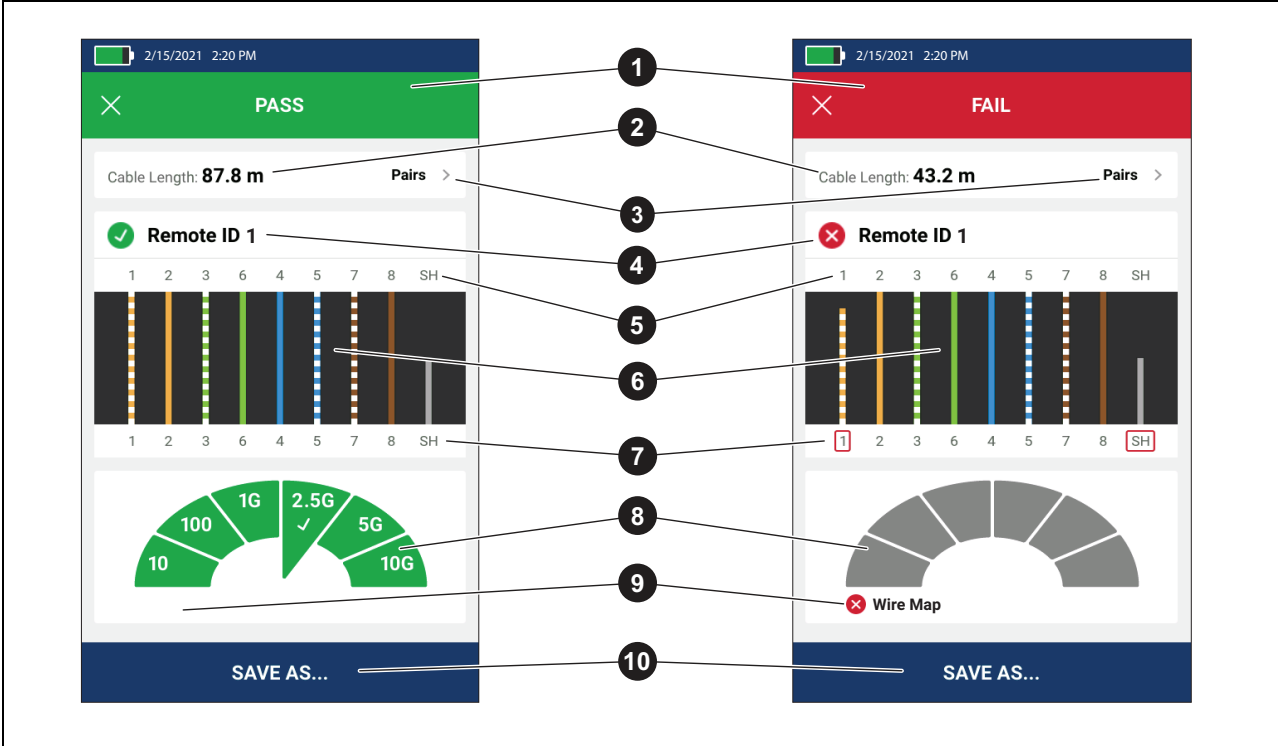 2/15/2021 2:20 PM
PASS
Cable Length: 87.8 m Pairs >
Remote ID 1
1 2 3 6 4 5 7 8 SH
1 2 3 6 4 5 7 8 SH
10 100 1G 2.5G 5G 10G
SAVE AS...
1
2
3
4
5
6
7
8
9
10
2/15/2021 2:20 PM
FAIL
Cable Length: 43.2 m Pairs >
Remote ID 1
1 2 3 6 4 5 7 8 SH
1 2 3 6 4 5 7 8 SH
Wire Map
SAVE AS...